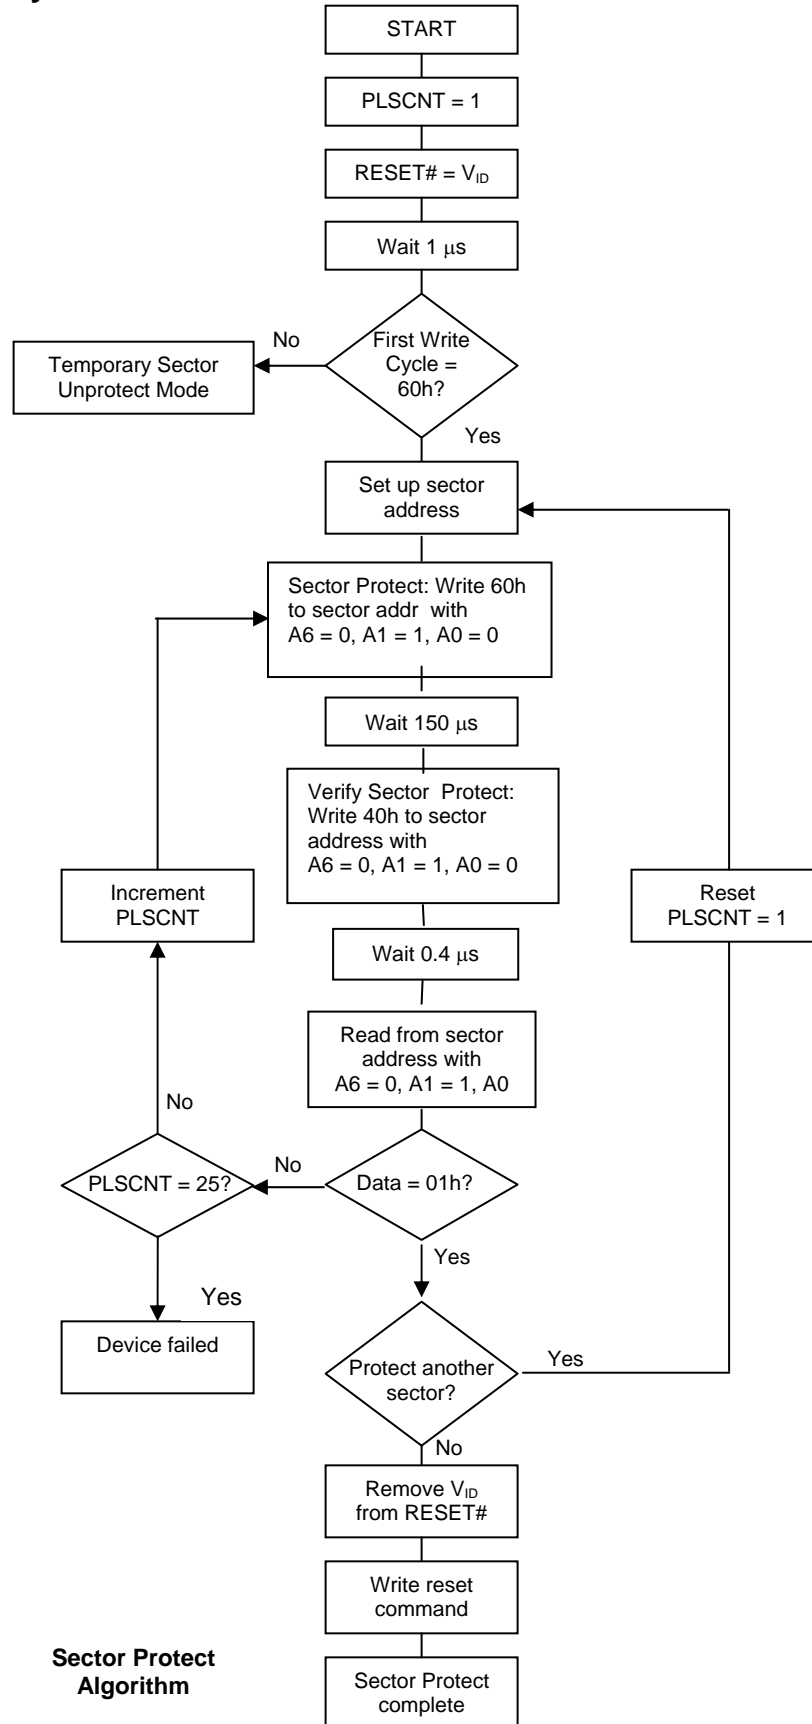 START
PLSCNT = 1
RESET# = VID
Wait 1 μs
First Write
Cycle =
60h?
No
Temporary Sector
Unprotect Mode
Yes
Set up sector
address
Sector Protect: Write 60h
to sector addr with
A6 = 0, A1 = 1, A0 = 0
Wait 150 μs
Verify Sector Protect:
Write 40h to sector
address with
A6 = 0, A1 = 1, A0 = 0
Increment
PLSCNT
Reset
PLSCNT = 1
Wait 0.4 μs
Read from sector
address with
A6 = 0, A1 = 1, A0
No
PLSCNT = 25?
No
Data = 01h?
Yes
Yes
Device failed
Protect another
sector?
Yes
No
Remove VID
from RESET#
Write reset
command
Sector Protect
Algorithm
Sector Protect
complete